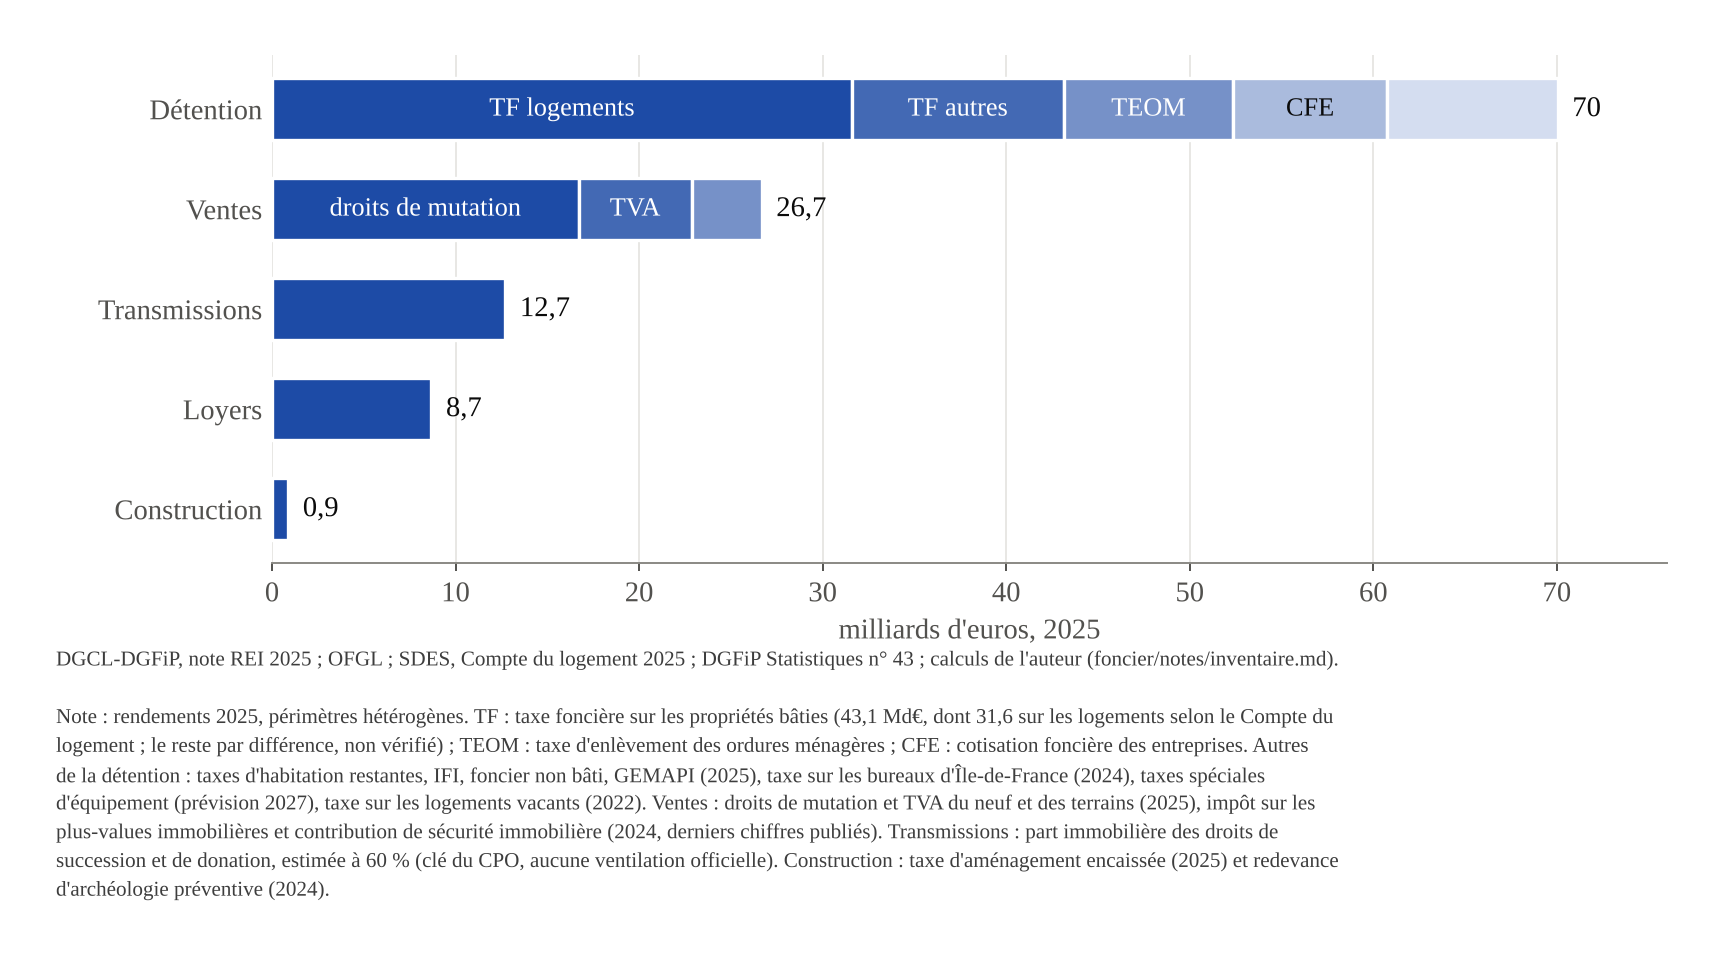 Détention TF logements TF autres TEOM CFE 70
Ventes droits de mutation TVA 26,7
Transmissions 12,7
Loyers 8,7
Construction 0,9
0 10 20 30 40 50 60 70
milliards d'euros, 2025
DGCL-DGFiP, note REI 2025 ; OFGL ; SDES, Compte du logement 2025 ; DGFiP Statistiques n° 43 ; calculs de l'auteur (foncier/notes/inventaire.md).
Note : rendements 2025, périmètres hétérogènes. TF : taxe foncière sur les propriétés bâties (43,1 Md€, dont 31,6 sur les logements selon le Compte du
logement ; le reste par différence, non vérifié) ; TEOM : taxe d'enlèvement des ordures ménagères ; CFE : cotisation foncière des entreprises. Autres
de la détention : taxes d'habitation restantes, IFI, foncier non bâti, GEMAPI (2025), taxe sur les bureaux d'Île-de-France (2024), taxes spéciales
d'équipement (prévision 2027), taxe sur les logements vacants (2022). Ventes : droits de mutation et TVA du neuf et des terrains (2025), impôt sur les
plus-values immobilières et contribution de sécurité immobilière (2024, derniers chiffres publiés). Transmissions : part immobilière des droits de
succession et de donation, estimée à 60 % (clé du CPO, aucune ventilation officielle). Construction : taxe d'aménagement encaissée (2025) et redevance
d'archéologie préventive (2024).